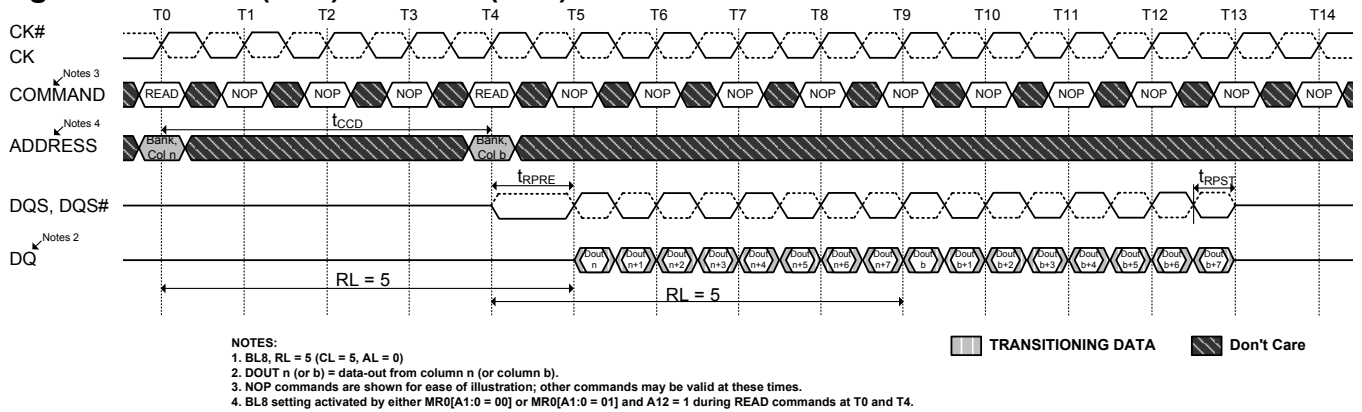 T0 T1 T2 T3 T4 T5 T6 T7 T8 T9 T10 T11 T12 T13 T14
CK#
CK
Notes 3
COMMAND READ NOP NOP NOP READ NOP NOP NOP NOP NOP NOP NOP NOP NOP NOP
tCCD
Notes 4
ADDRESS Bank, Col n Bank, Col b
tRPRE tRPST
DQS, DQS#
Notes 2
DQ Dout n Dout n+1 Dout n+2 Dout n+3 Dout n+4 Dout n+5 Dout n+6 Dout n+7 Dout b Dout b+1 Dout b+2 Dout b+3 Dout b+4 Dout b+5 Dout b+6 Dout b+7
RL = 5 RL = 5
NOTES:
1. BL8, RL = 5 (CL = 5, AL = 0)
2. DOUT n (or b) = data-out from column n (or column b).
3. NOP commands are shown for ease of illustration; other commands may be valid at these times.
4. BL8 setting activated by either MR0[A1:0 = 00] or MR0[A1:0 = 01] and A12 = 1 during READ commands at T0 and T4.
TRANSITIONING DATA Don't Care